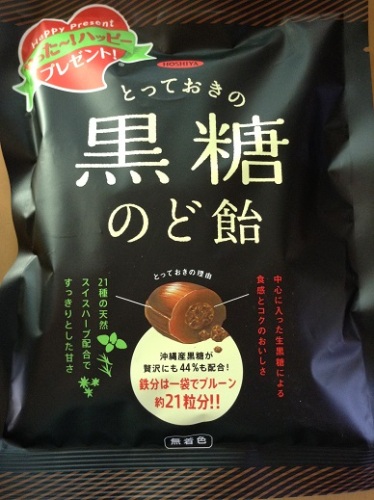 Happy Present
った〜!ハッピー
プレゼント!
HOSHIYA
とっておきの
黒糖
のど飴
とっておきの理由
21種の天然
スイスハーブ配合で
すっきりとした甘さ
中心に入った生黒糖による
食感とコクのおいしさ
沖縄産黒糖が
贅沢にも44%も配合!
鉄分は一袋でプルーン
約21粒分!!
無着色